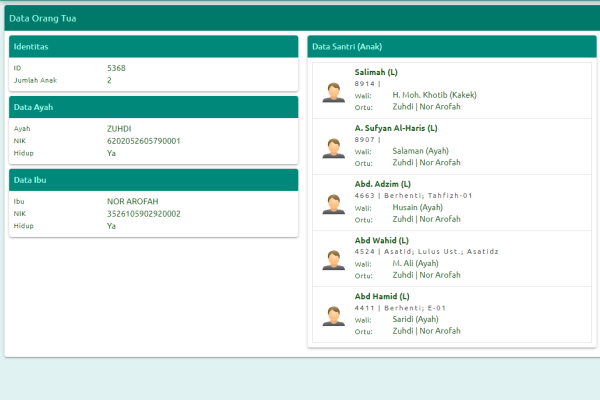 Data Orang Tua
Identitas
ID 5368
Jumlah Anak 2
Data Ayah
Ayah ZUHDI
NIK 6202052605790001
Hidup Ya
Data Ibu
Ibu NOR AROFAH
NIK 3526105902920002
Hidup Ya
Data Santri (Anak)
Salimah (L)
8914 |
Wali: H. Moh. Khotib (Kakek)
Ortu: Zuhdi | Nor Arofah
A. Sufyan Al-Haris (L)
8907 |
Wali: Salaman (Ayah)
Ortu: Zuhdi | Nor Arofah
Abd. Adzim (L)
4663 | Berhenti; Tahfizh-01
Wali: Husain (Ayah)
Ortu: Zuhdi | Nor Arofah
Abd Wahid (L)
4524 | Asatid; Lulus Ust.; Asatidz
Wali: M. Ali (Ayah)
Ortu: Zuhdi | Nor Arofah
Abd Hamid (L)
4411 | Berhenti; E-01
Wali: Saridi (Ayah)
Ortu: Zuhdi | Nor Arofah